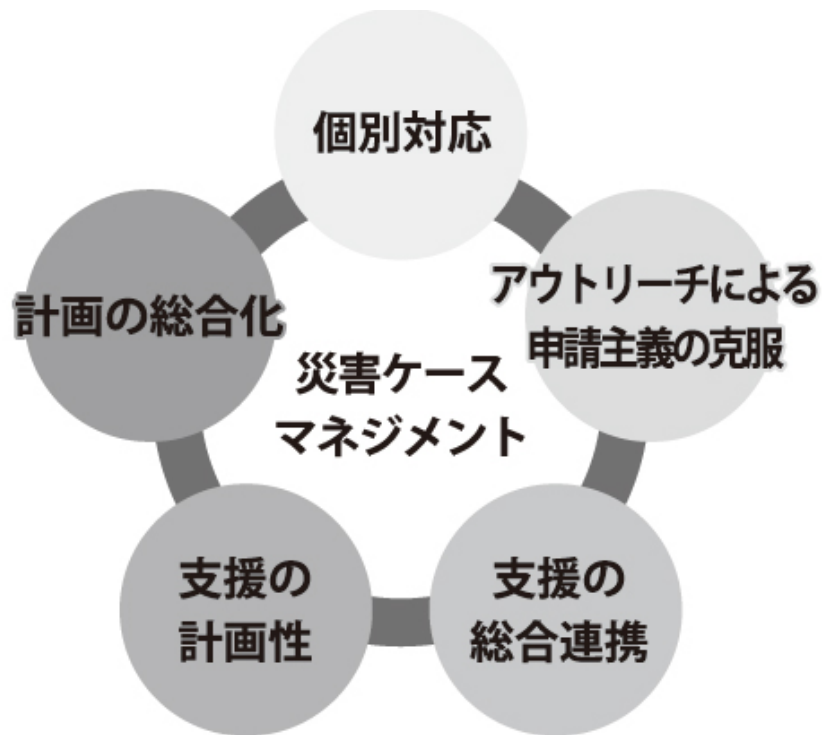 個別対応
アウトリーチによる
申請主義の克服
支援の
総合連携
支援の
計画性
計画の総合化
災害ケース
マネジメント